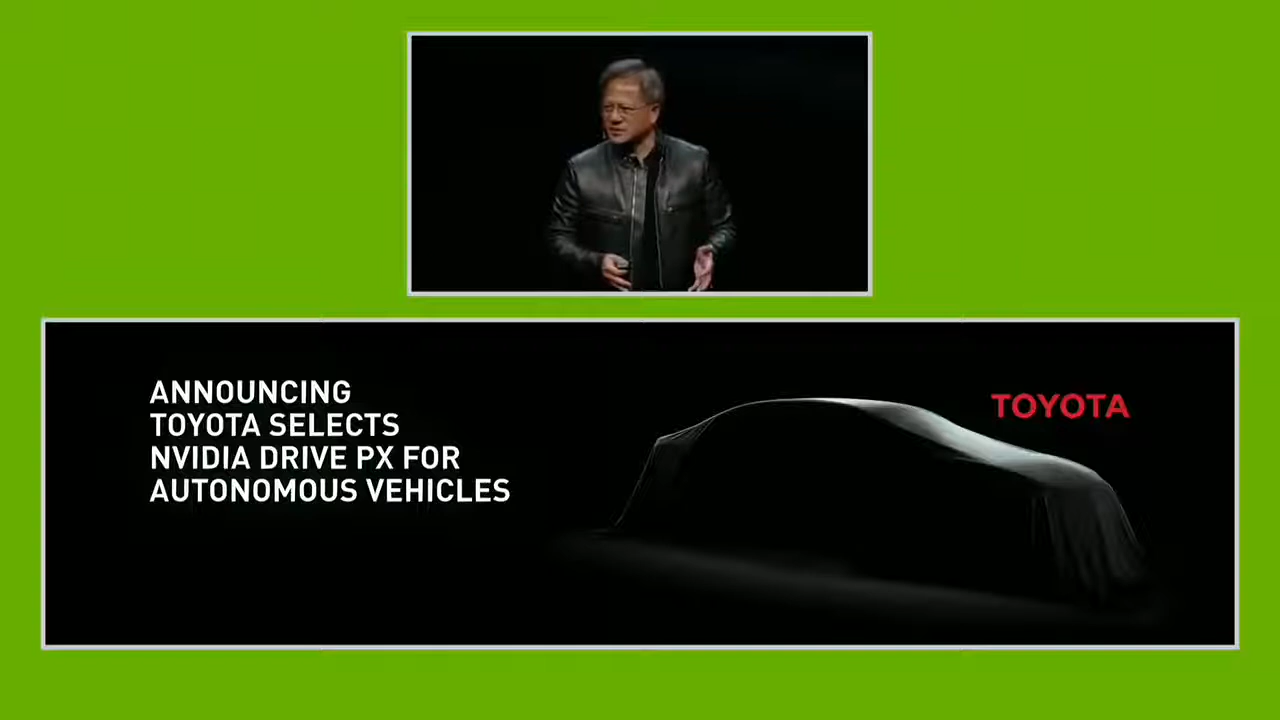 ANNOUNCING
TOYOTA SELECTS
NVIDIA DRIVE PX FOR
AUTONOMOUS VEHICLES
TOYOTA